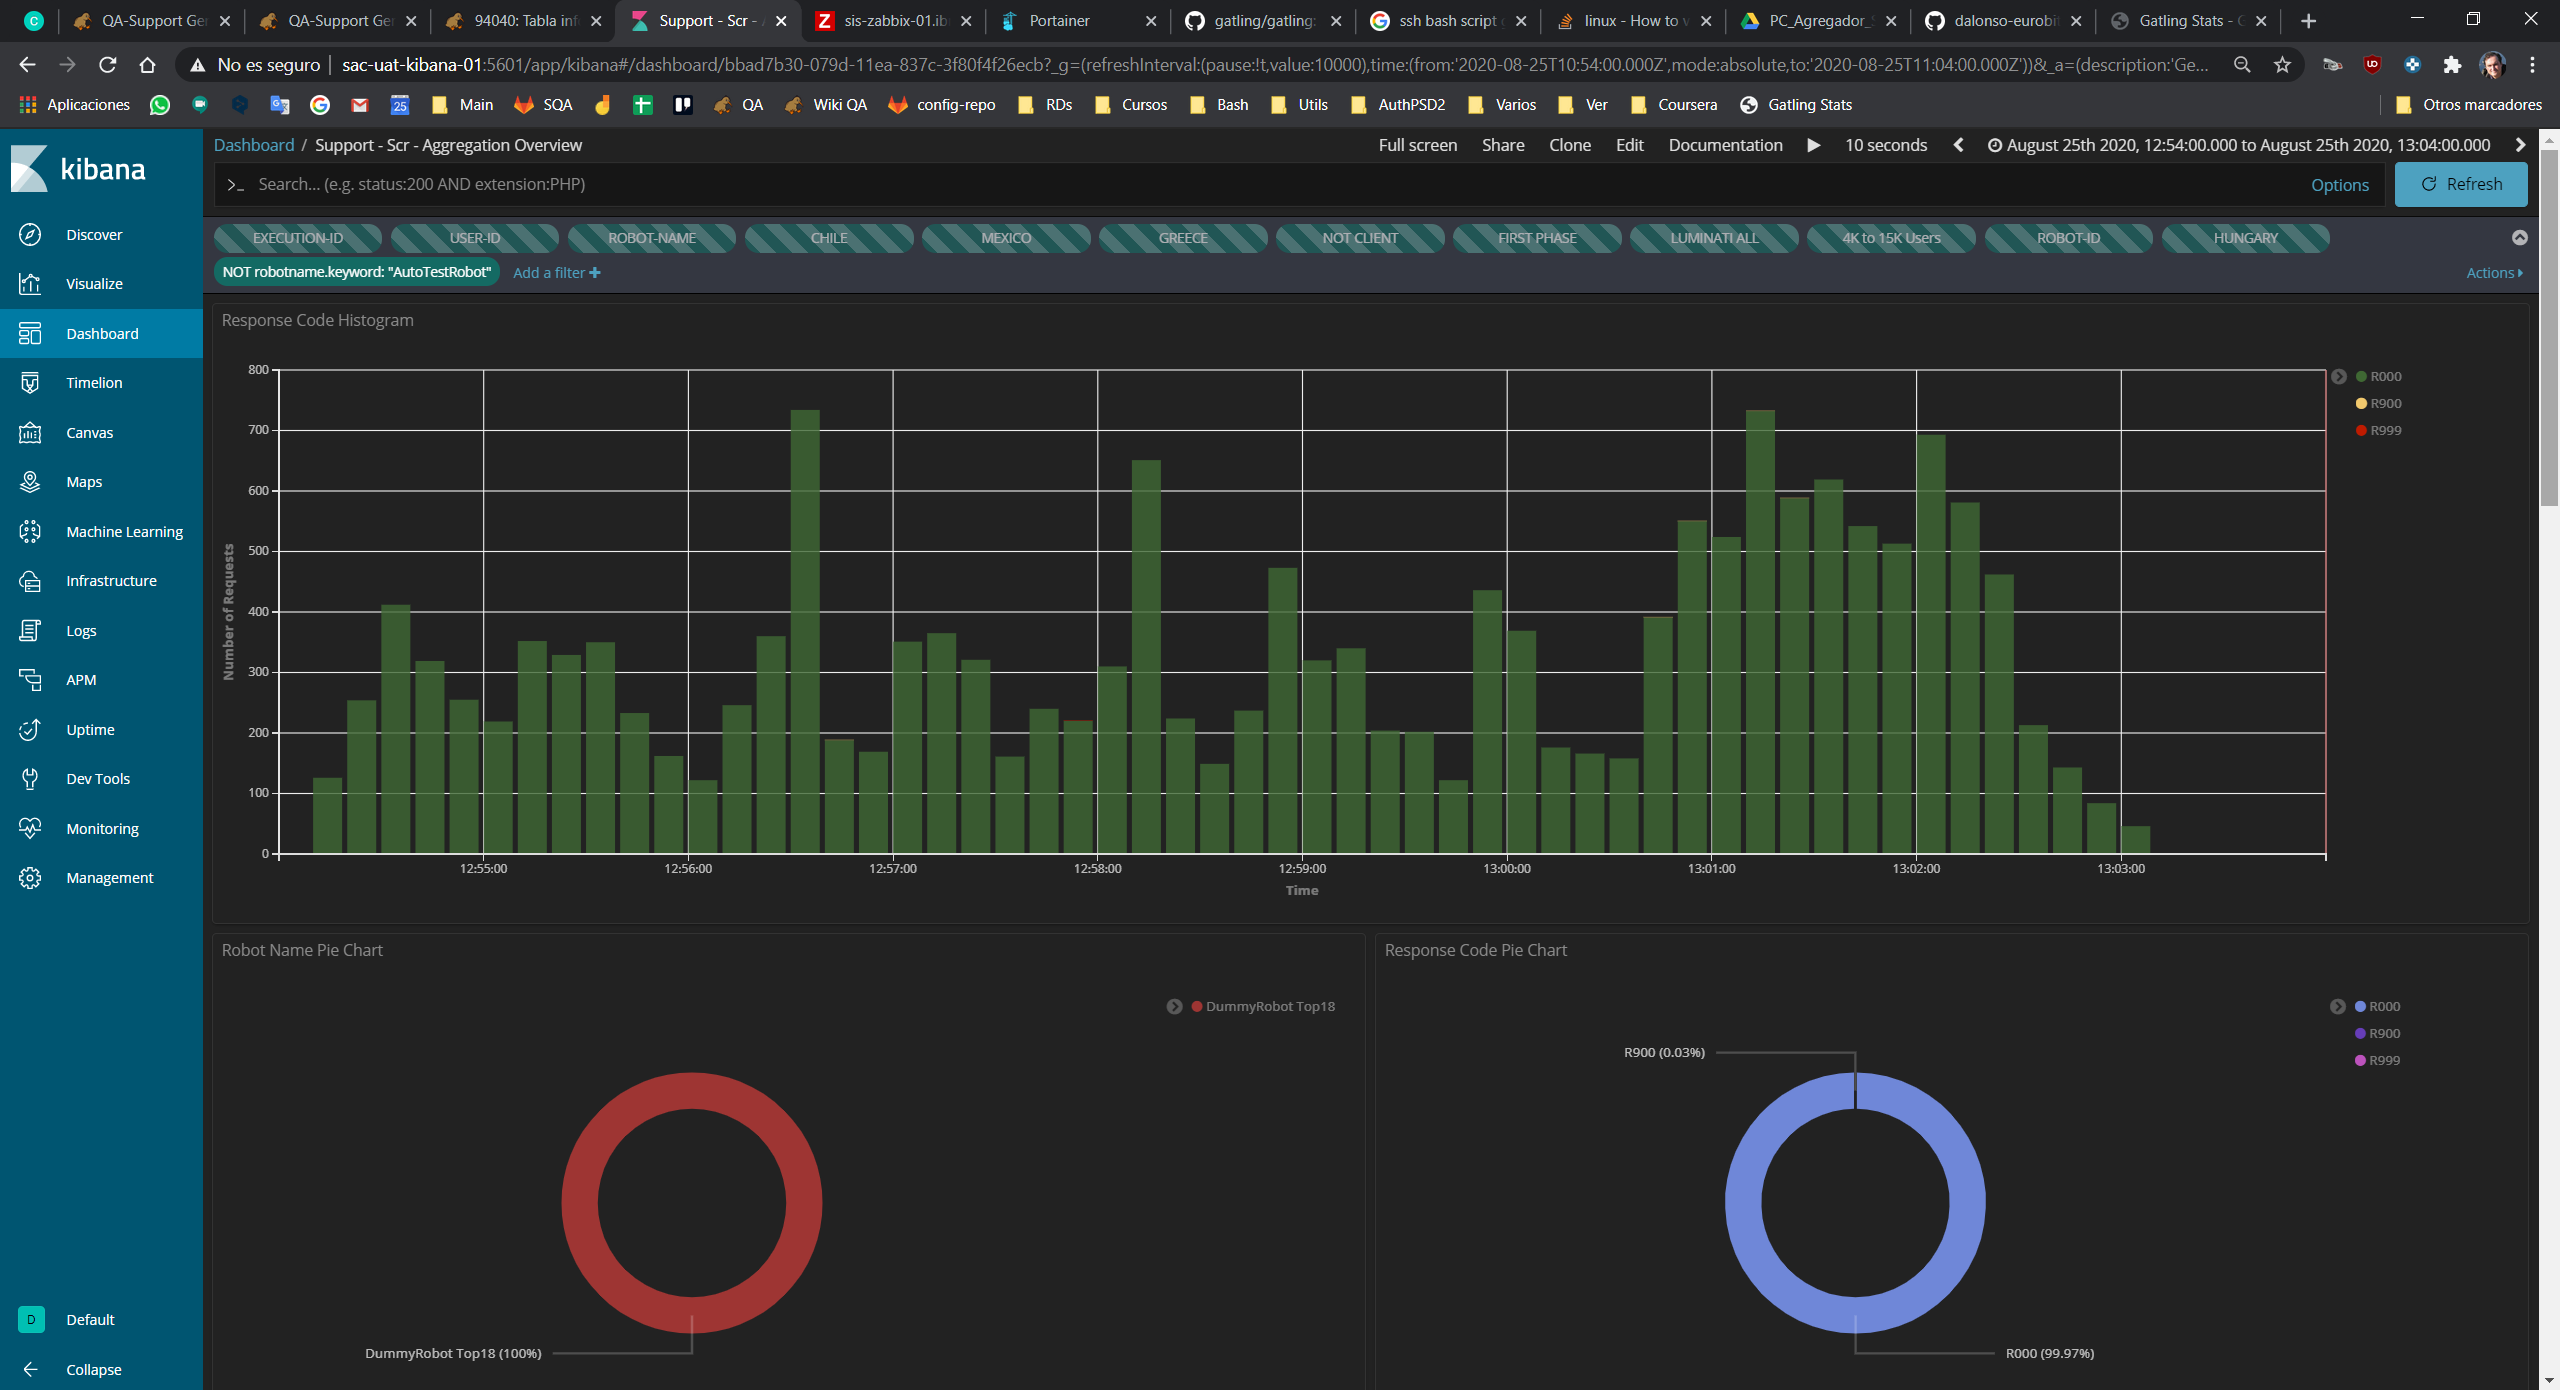 QA-Support Ge
QA-Support Ge
94040: Tabla inf
Support - Scr -
sis-zabbix-01.ib
Portainer
gatling/gatling
ssh bash script
linux - How to
PC_Agregador_
dalonso-eurobi
Gatling Stats -
No es seguro
sac-uat-kibana-01:5601/app/kibana#/dashboard/bbad7b30-079d-11ea-837c-3f80f4f26ecb?_g=(refreshInterval:(pause:!t,value:10000),time:(from:'2020-08-25T10:54:00.000Z',mode:absolute,to:'2020-08-25T11:04:00.000Z'))&_a=(description:'Ge...
Aplicaciones
Main
SQA
QA
Wiki QA
config-repo
RDs
Cursos
Bash
Utils
AuthPSD2
Varios
Ver
Coursera
Gatling Stats
Otros marcadores
kibana
Discover
Visualize
Dashboard
Timelion
Canvas
Maps
Machine Learning
Infrastructure
Logs
APM
Uptime
Dev Tools
Monitoring
Management
D Default
Collapse
Dashboard / Support - Scr - Aggregation Overview
Full screen
Share
Clone
Edit
Documentation
10 seconds
August 25th 2020, 12:54:00.000 to August 25th 2020, 13:04:00.000
>_ Search... (e.g. status:200 AND extension:PHP)
Options
Refresh
EXECUTION-ID
USER-ID
ROBOT-NAME
CHILE
MEXICO
GREECE
NOT CLIENT
FIRST PHASE
LUMINATI ALL
4K to 15K Users
ROBOT-ID
HUNGARY
NOT robotname.keyword: "AutoTestRobot"
Add a filter +
Actions
Response Code Histogram
Number of Requests
800
700
600
500
400
300
200
100
0
12:55:00
12:56:00
12:57:00
12:58:00
12:59:00
13:00:00
13:01:00
13:02:00
13:03:00
Time
R000
R900
R999
Robot Name Pie Chart
DummyRobot Top18
DummyRobot Top18 (100%)
Response Code Pie Chart
R000
R900
R999
R900 (0.03%)
R000 (99.97%)